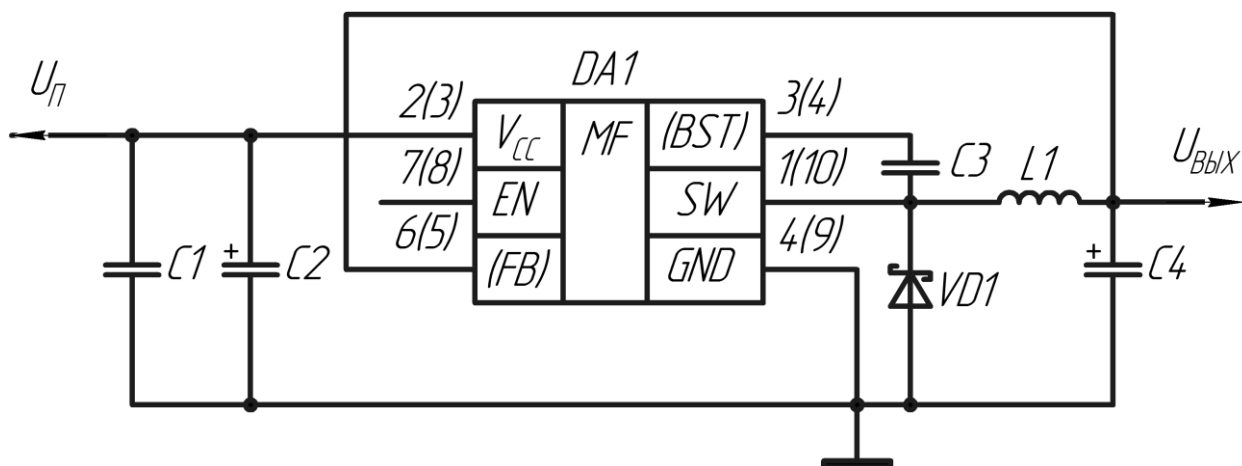 DA1
U_П
2(3)
V_CC
MF
(BST)
3(4)
7(8)
EN
SW
1(10)
C3
L1
U_ВЫХ
6(5)
(FB)
GND
4(9)
C1
+
C2
VD1
+
C4